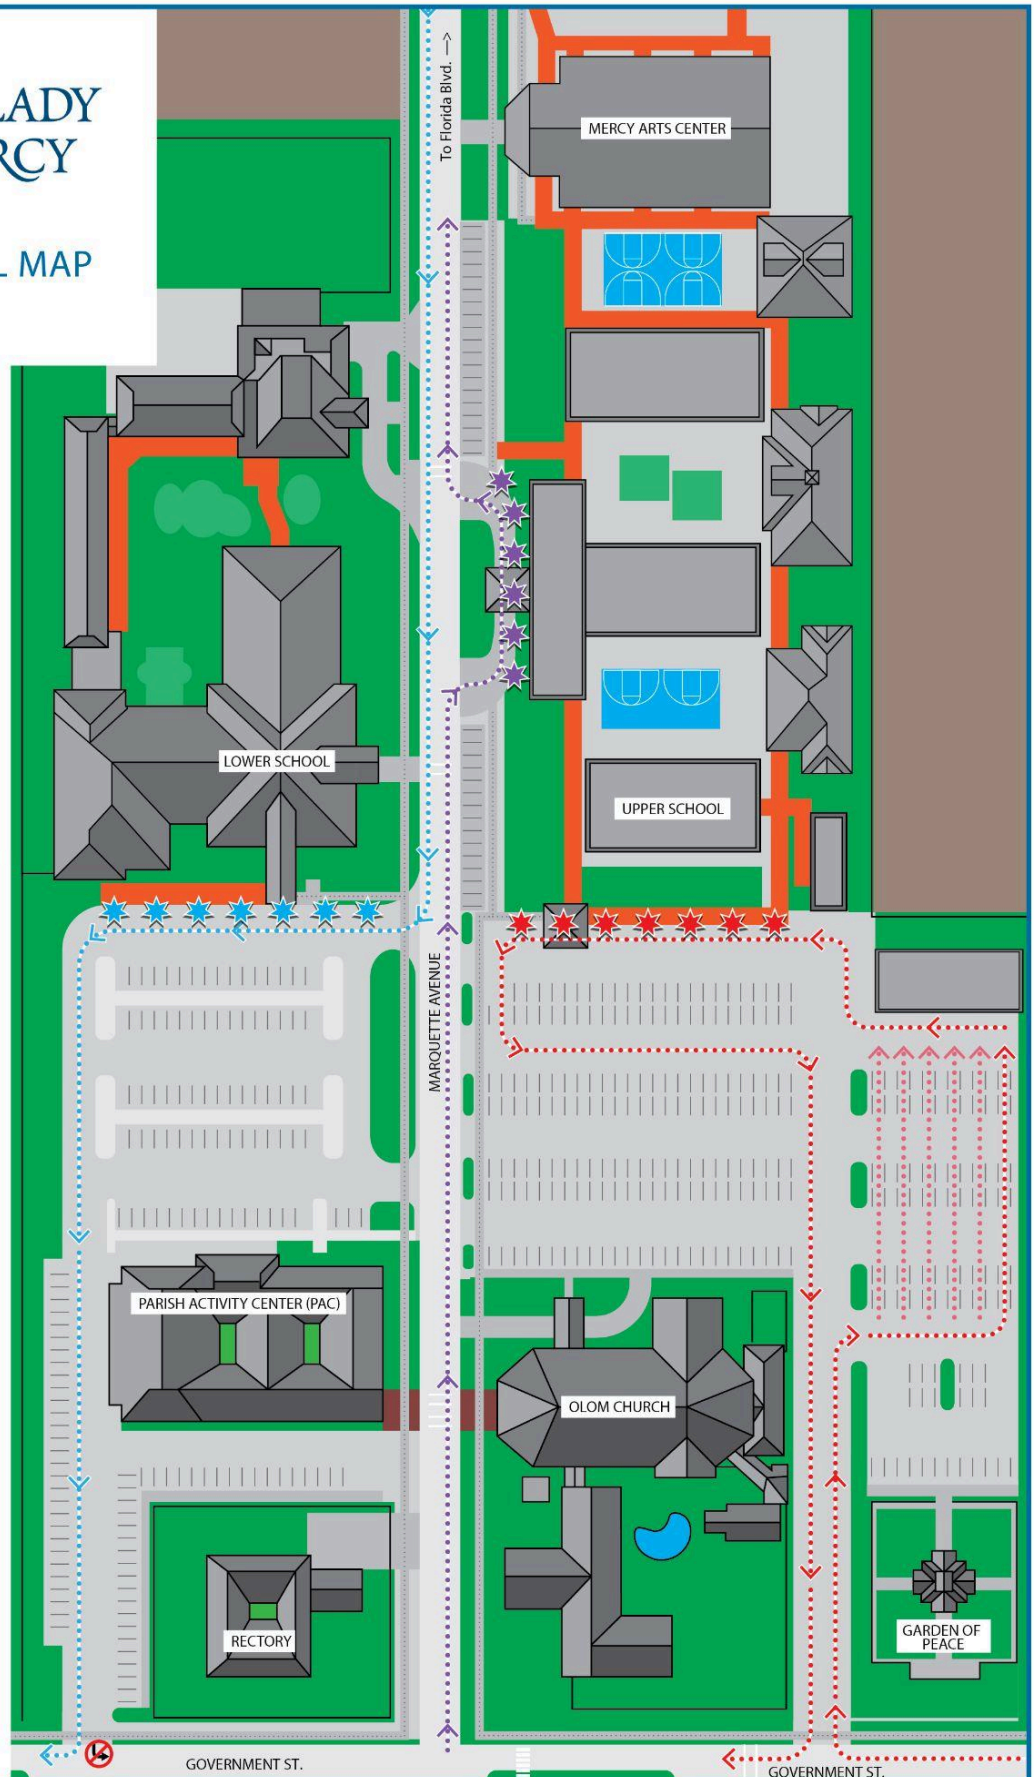 LADY
RCY
L MAP
To Florida Blvd. —>
MERCY ARTS CENTER
LOWER SCHOOL
UPPER SCHOOL
MARQUETTE AVENUE
PARISH ACTIVITY CENTER (PAC)
OLOM CHURCH
RECTORY
GARDEN OF
PEACE
GOVERNMENT ST.
GOVERNMENT ST.